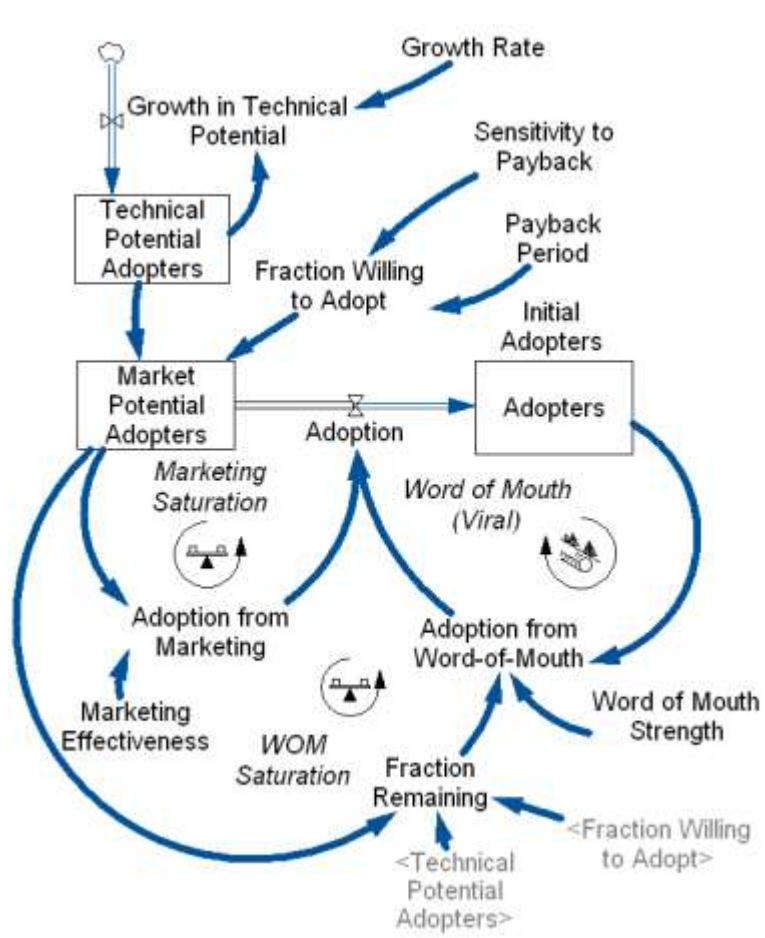 Growth Rate
Growth in Technical
Potential
Sensitivity to
Payback
Technical
Potential
Adopters
Payback
Period
Fraction Willing
to Adopt
Initial
Adopters
Market
Potential
Adopters
Adopters
Adoption
Marketing
Saturation
Word of Mouth
(Viral)
Adoption from
Marketing
Adoption from
Word-of-Mouth
Marketing
Effectiveness
Word of Mouth
Strength
WOM
Saturation
Fraction
Remaining
<Fraction Willing
to Adopt>
<Technical
Potential
Adopters>